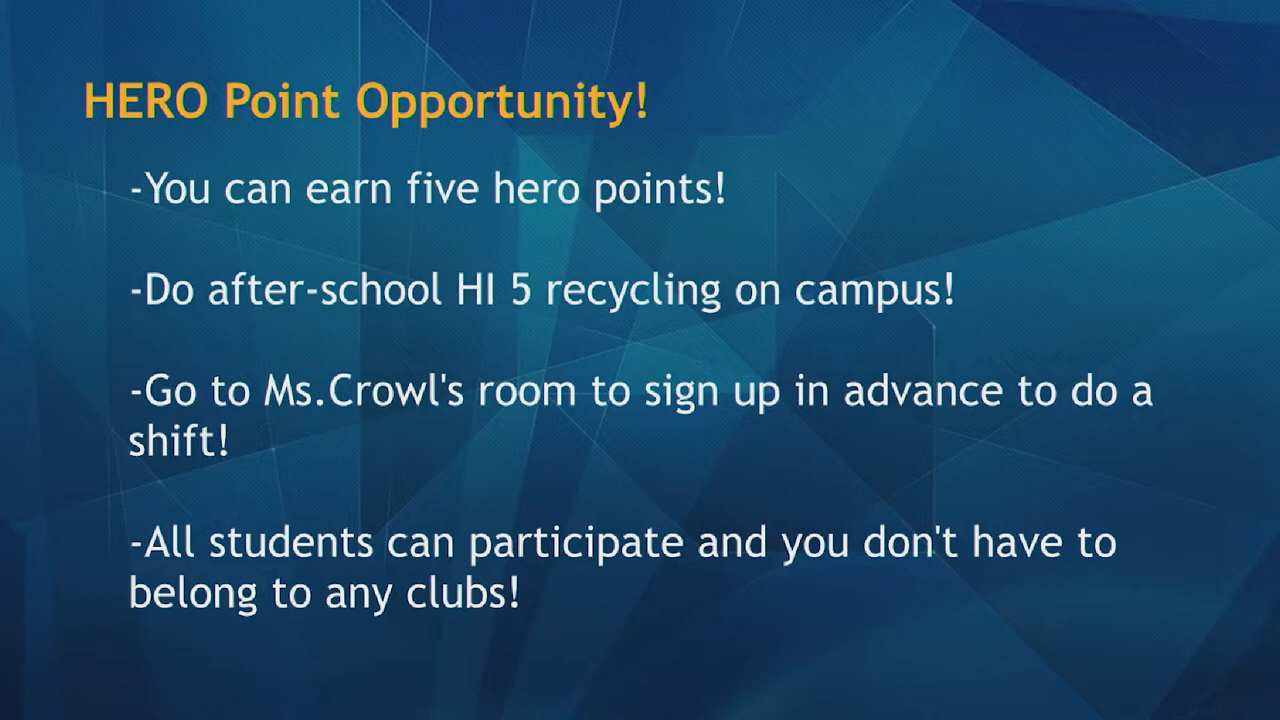 HERO Point Opportunity!
-You can earn five hero points!
-Do after-school HI 5 recycling on campus!
-Go to Ms.Crowl's room to sign up in advance to do a
shift!
-All students can participate and you don't have to
belong to any clubs!